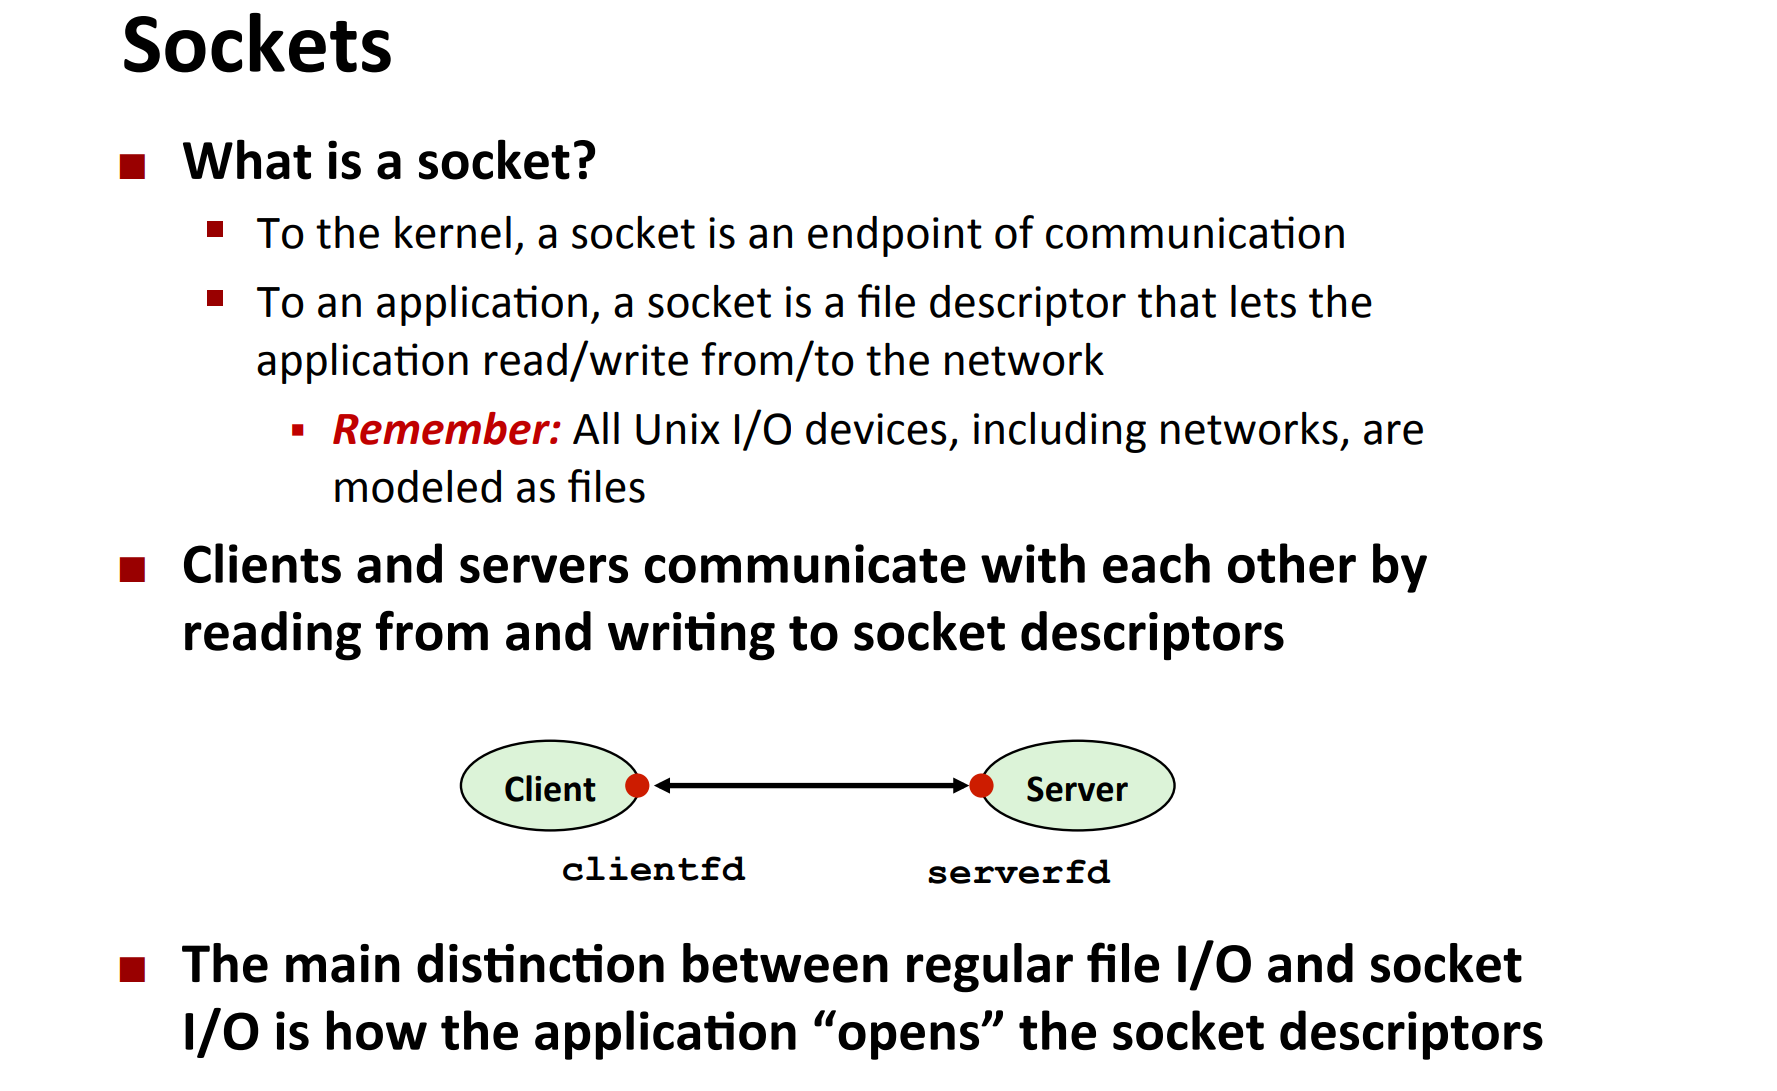 Sockets
What is a socket?
To the kernel, a socket is an endpoint of communication
To an application, a socket is a file descriptor that lets the
application read/write from/to the network
Remember: All Unix I/O devices, including networks, are
modeled as files
Clients and servers communicate with each other by
reading from and writing to socket descriptors
Client
Server
clientfd
serverfd
The main distinction between regular file I/O and socket
I/O is how the application “opens” the socket descriptors